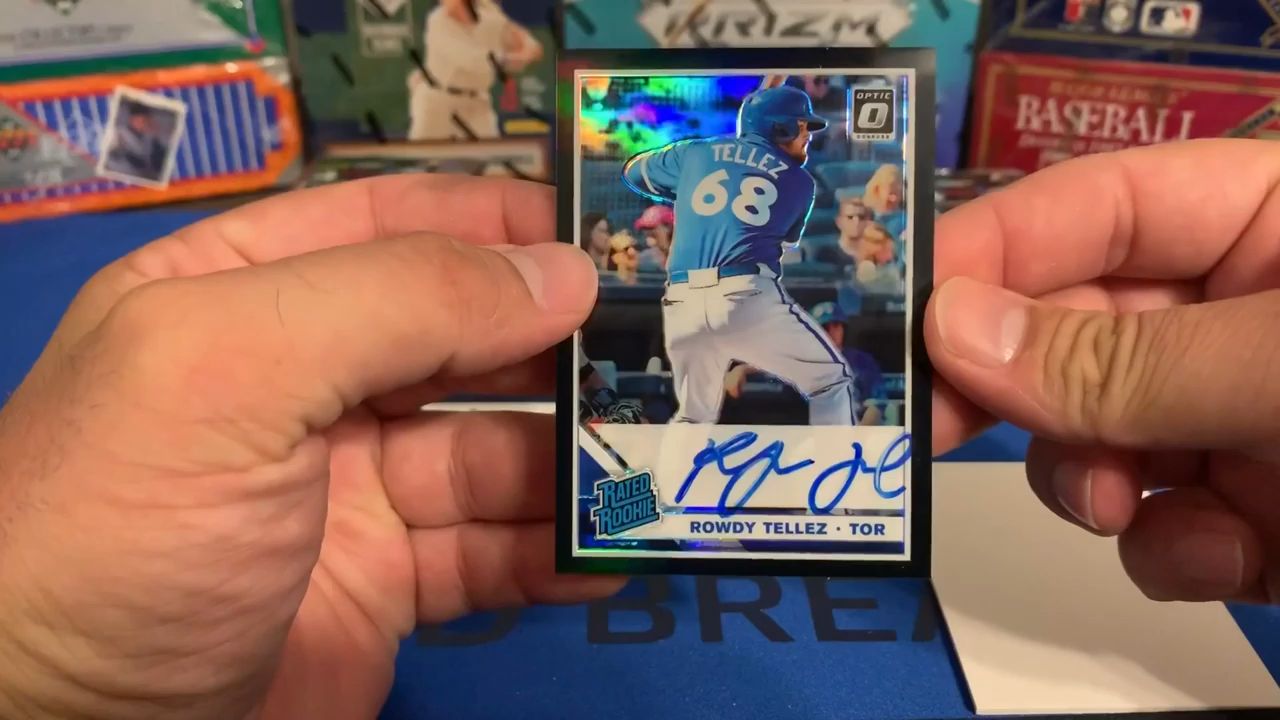 PRIZM
BASEBALL
OPTIC
O
DONRUSS
TELLEZ
68
RATED
ROOKIE
ROWDY TELLEZ · TOR
D BREA